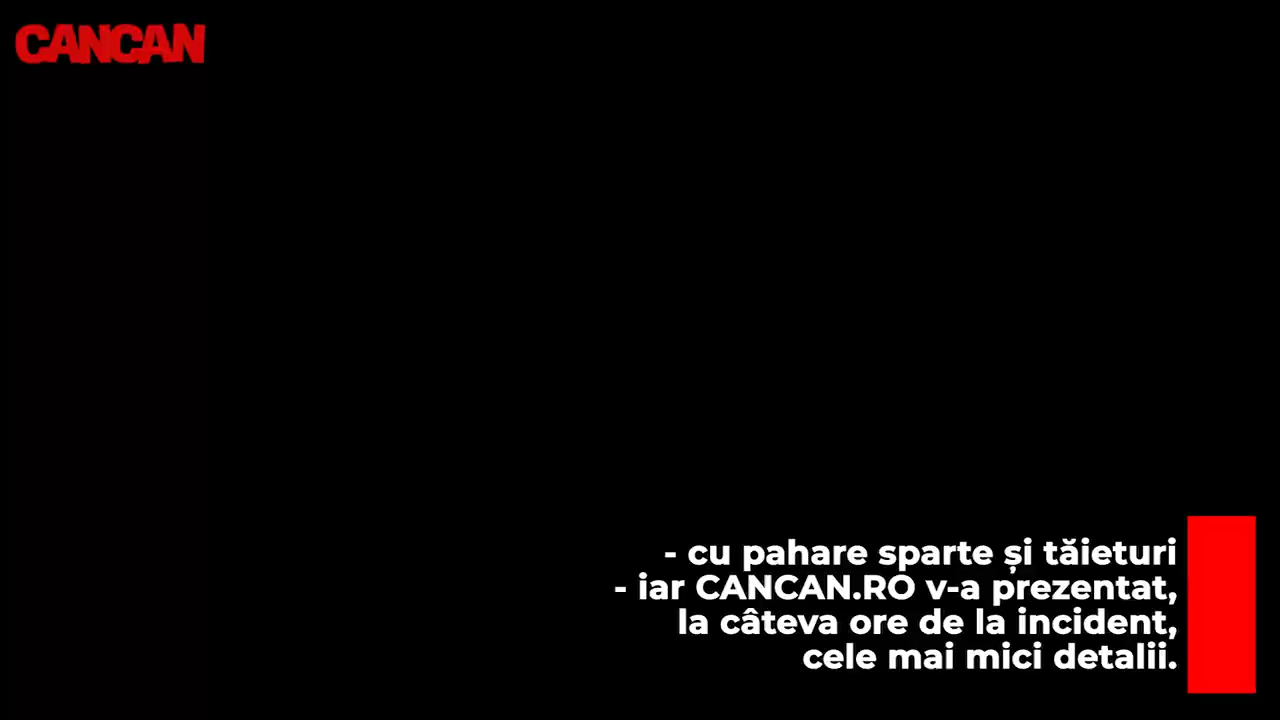 CANCAN
- cu pahare sparte și tăieturi
- iar CANCAN.RO v-a prezentat,
la câteva ore de la incident,
cele mai mici detalii.